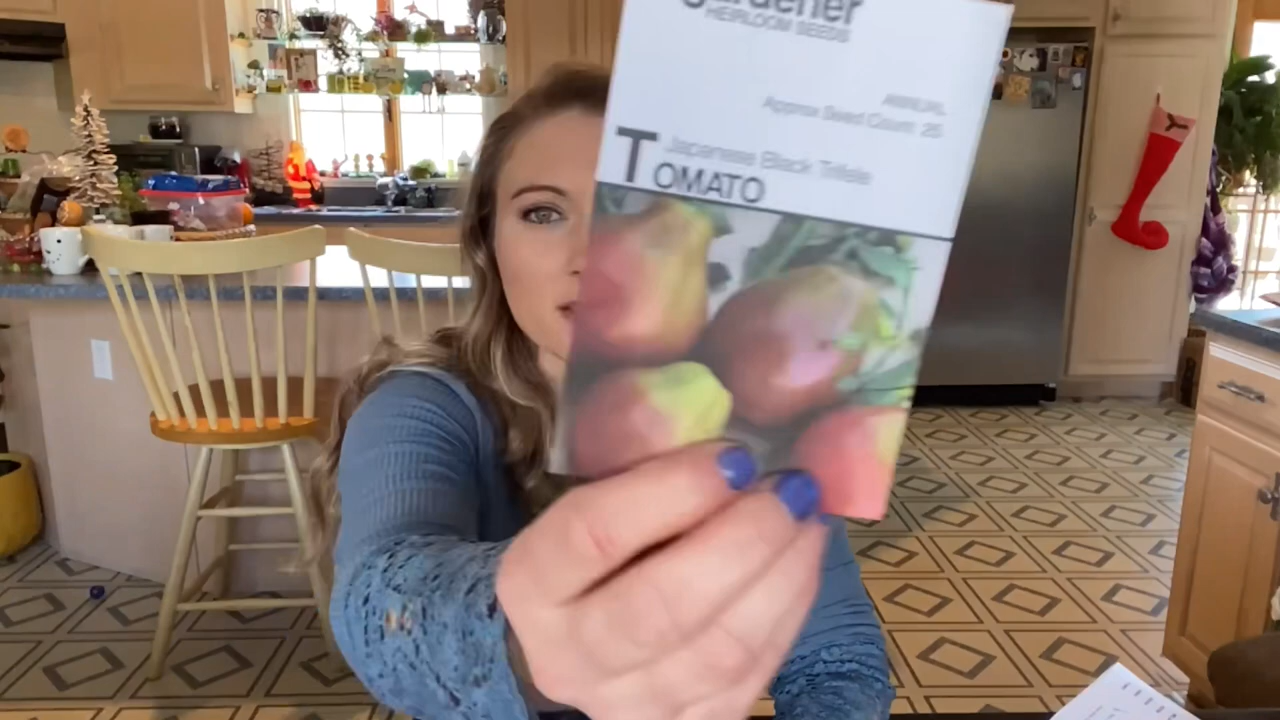 gardener
HEIRLOOM SEEDS
ANNUAL
Approx Seed Count: 25
Japanese Black Trifele
TOMATO